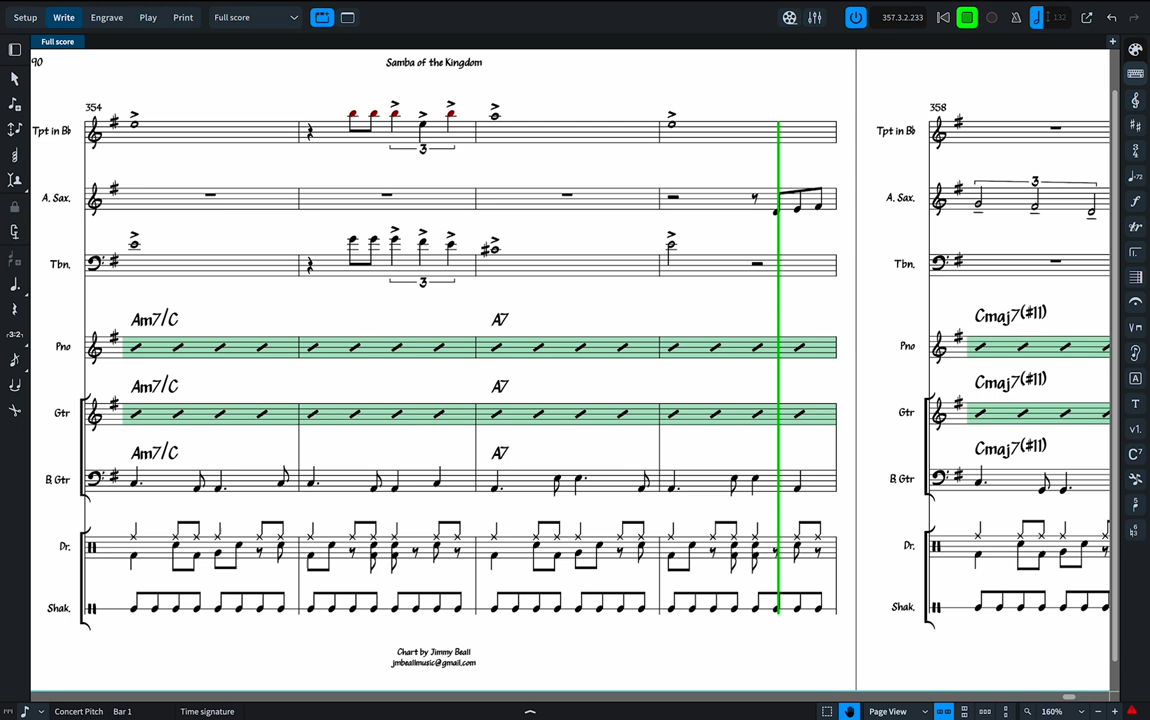 Setup Write Engrave Play Print Full score 357.3.2.233 132
Full score
90 Samba of the Kingdom
354 358
Tpt in B♭ 3 Tpt in B♭
A. Sax. A. Sax. 3
Tbn. 3 Tbn.
Am7/C A7 Cmaj7(#11)
Pno Pno
Am7/C A7 Cmaj7(#11)
Gtr Gtr
Am7/C A7 Cmaj7(#11)
B. Gtr B. Gtr
Dr. Dr.
Shak. Shak.
Chart by Jimmy Beall
jmbeallmusic@gmail.com
Concert Pitch Bar 1 Time signature Page View 160%